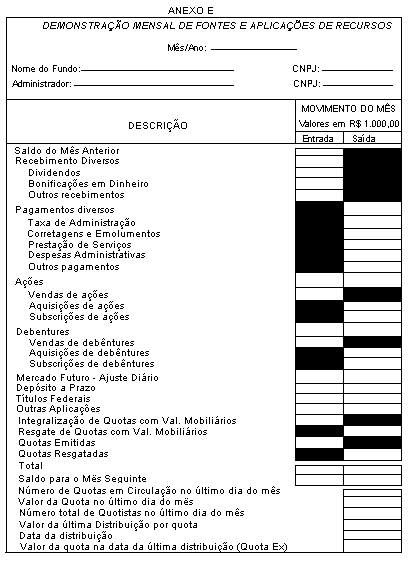 ANEXO E
DEMONSTRAÇÃO MENSAL DE FONTES E APLICAÇÕES DE RECURSOS
Mês/Ano:
Nome do Fundo: CNPJ:
Administrador: CNPJ:
DESCRIÇÃO
MOVIMENTO DO MÊS
Valores em R$ 1.000,00
Entrada Saída
Saldo do Mês Anterior
Recebimento Diversos
Dividendos
Bonificações em Dinheiro
Outros recebimentos
Pagamentos diversos
Taxa de Administração
Corretagens e Emolumentos
Prestação de Serviços
Despesas Administrativas
Outros pagamentos
Ações
Vendas de ações
Aquisições de ações
Subscrições de ações
Debentures
Vendas de debêntures
Aquisições de debêntures
Subscrições de debêntures
Mercado Futuro - Ajuste Diário
Depósito a Prazo
Títulos Federais
Outras Aplicações
Integralização de Quotas com Val. Mobiliários
Resgate de Quotas com Val. Mobiliários
Quotas Emitidas
Quotas Resgatadas
Total
Saldo para o Mês Seguinte
Número de Quotas em Circulação no último dia do mês
Valor da Quota no último dia do mês
Número total de Quotistas no último dia do mês
Valor da última Distribuição por quota
Data da distribuição
Valor da quota na data da última distribuição (Quota Ex)